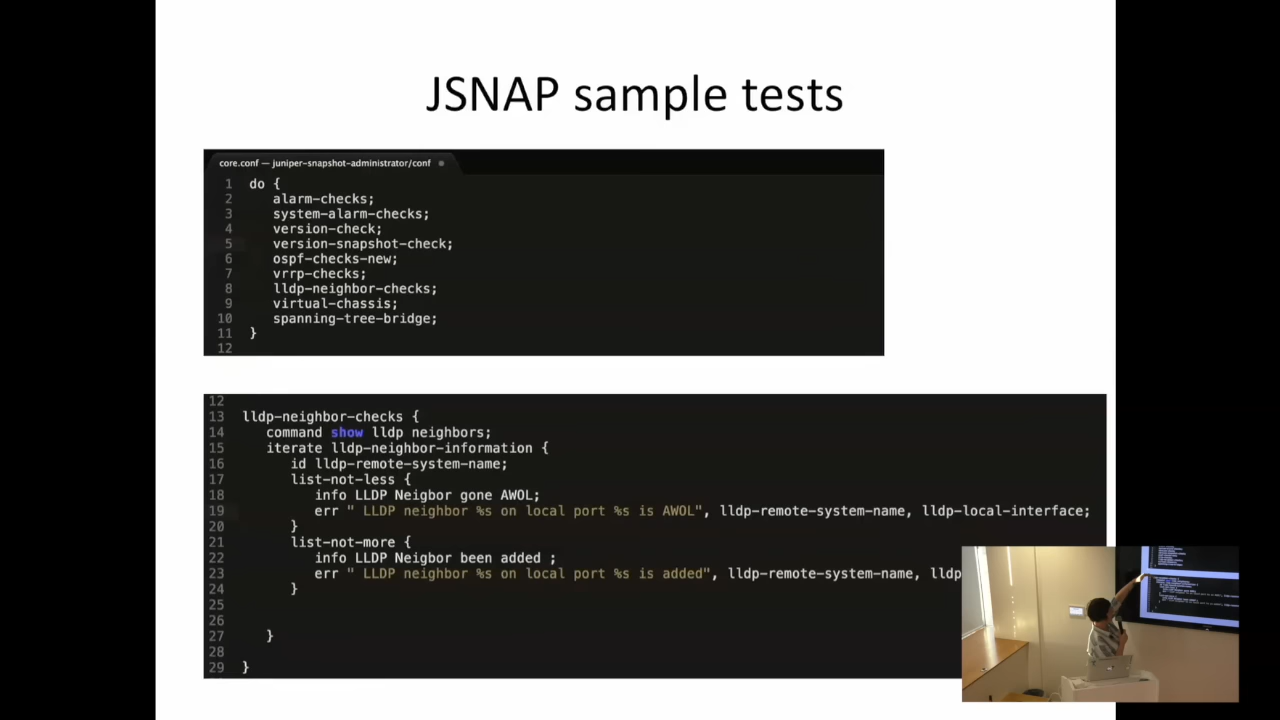 JSNAP sample tests
core.conf — juniper-snapshot-administrator/conf
1 do {
2 alarm-checks;
3 system-alarm-checks;
4 version-check;
5 version-snapshot-check;
6 ospf-checks-new;
7 vrrp-checks;
8 lldp-neighbor-checks;
9 virtual-chassis;
10 spanning-tree-bridge;
11 }
12
12
13 lldp-neighbor-checks {
14 command show lldp neighbors;
15 iterate lldp-neighbor-information {
16 id lldp-remote-system-name;
17 list-not-less {
18 info LLDP Neigbor gone AWOL;
19 err " LLDP neighbor %s on local port %s is AWOL", lldp-remote-system-name, lldp-local-interface;
20 }
21 list-not-more {
22 info LLDP Neigbor been added ;
23 err " LLDP neighbor %s on local port %s is added", lldp-remote-system-name, lldp
24 }
25
26
27 }
28
29 }